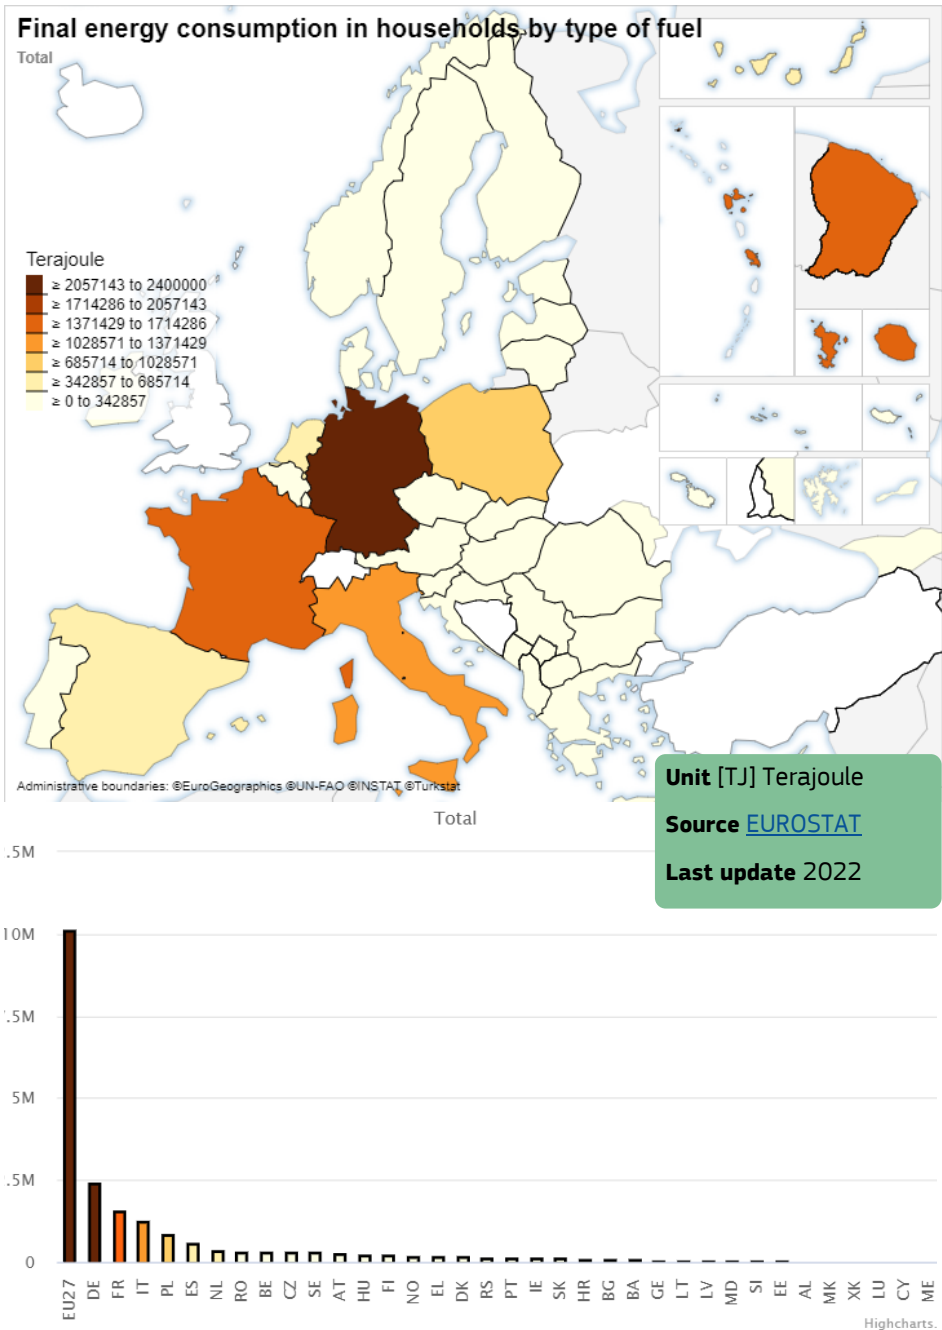 Final energy consumption in households by type of fuel
Total
Terajoule
≥ 2057143 to 2400000
≥ 1714286 to 2057143
≥ 1371429 to 1714286
≥ 1028571 to 1371429
≥ 685714 to 1028571
≥ 342857 to 685714
≥ 0 to 342857
Administrative boundaries: ©EuroGeographics ©UN-FAO ©INSTAT ©Turkstat
Unit [TJ] Terajoule
Source EUROSTAT
Last update 2022
Total
.5M
10M
.5M
5M
.5M
0
EU27 DE FR IT PL ES NL RO BE CZ SE AT HU FI NO EL DK RS PT IE SK HR BG BA GE LT LV MD SI EE AL MK XK LU CY ME
Highcharts.